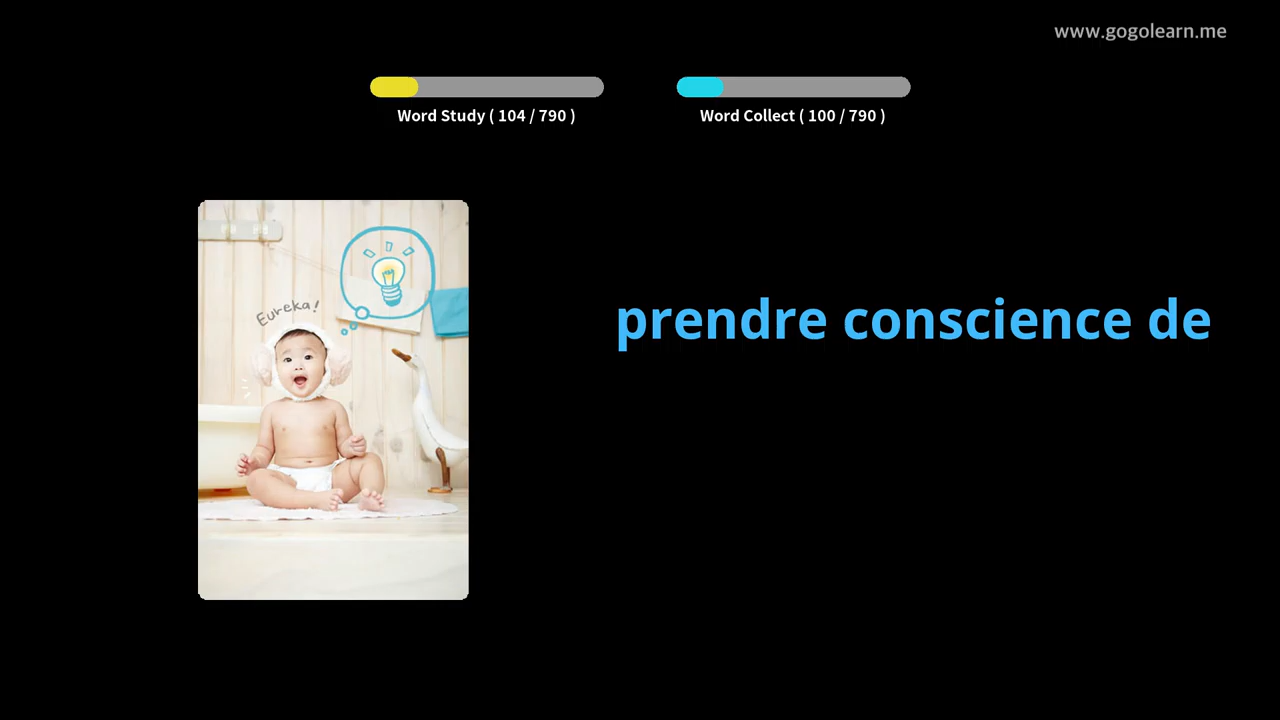 www.gogolearn.me
Word Study ( 104 / 790 )
Word Collect ( 100 / 790 )
Eureka!
prendre conscience de